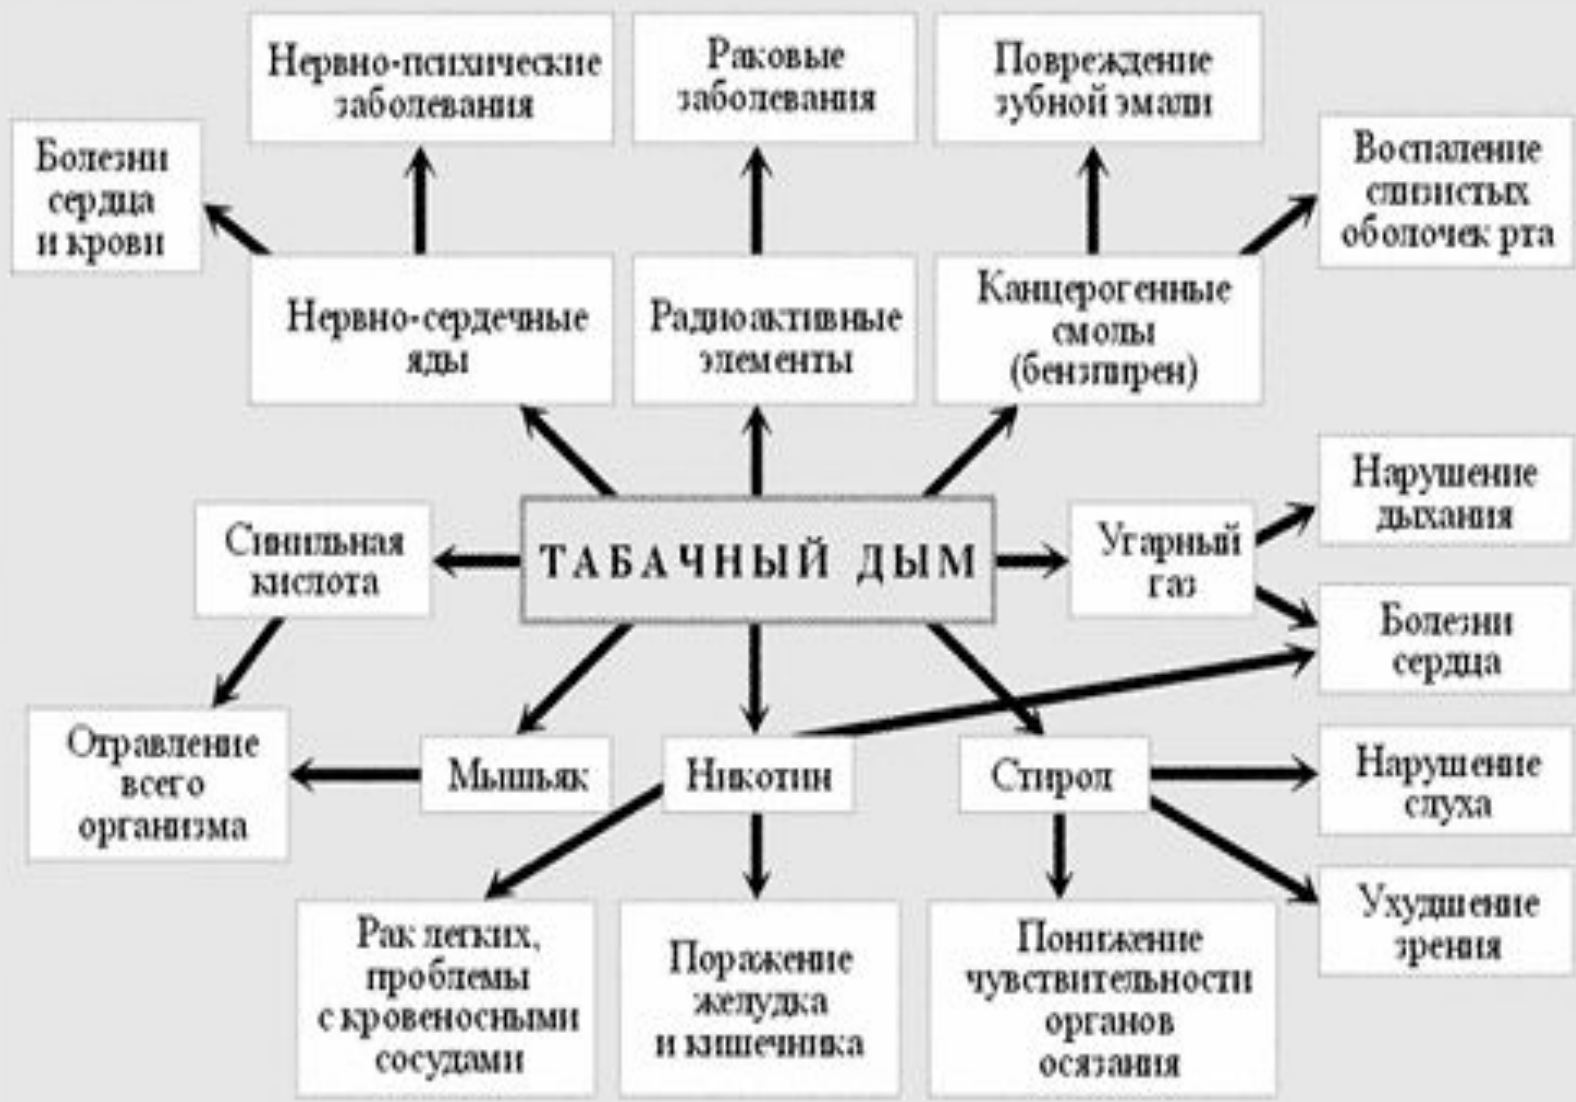 Нервно-психические
заболевания
Раковые
заболевания
Повреждение
зубной эмали
Болезни
сердца
и крови
Воспаление
слизистых
оболочек рта
Нервно-сердечные
яды
Радиоактивные
элементы
Канцерогенные
смолы
(бензпирен)
Нарушение
дыхания
Синильная
кислота
ТАБАЧНЫЙ ДЫМ
Угарный
газ
Болезни
сердца
Отравление
всего
организма
Мышьяк
Никотин
Стирол
Нарушение
слуха
Ухудшение
зрения
Рак легких,
проблемы
с кровеносными
сосудами
Поражение
желудка
и кишечника
Понижение
чувствительности
органов
осязания